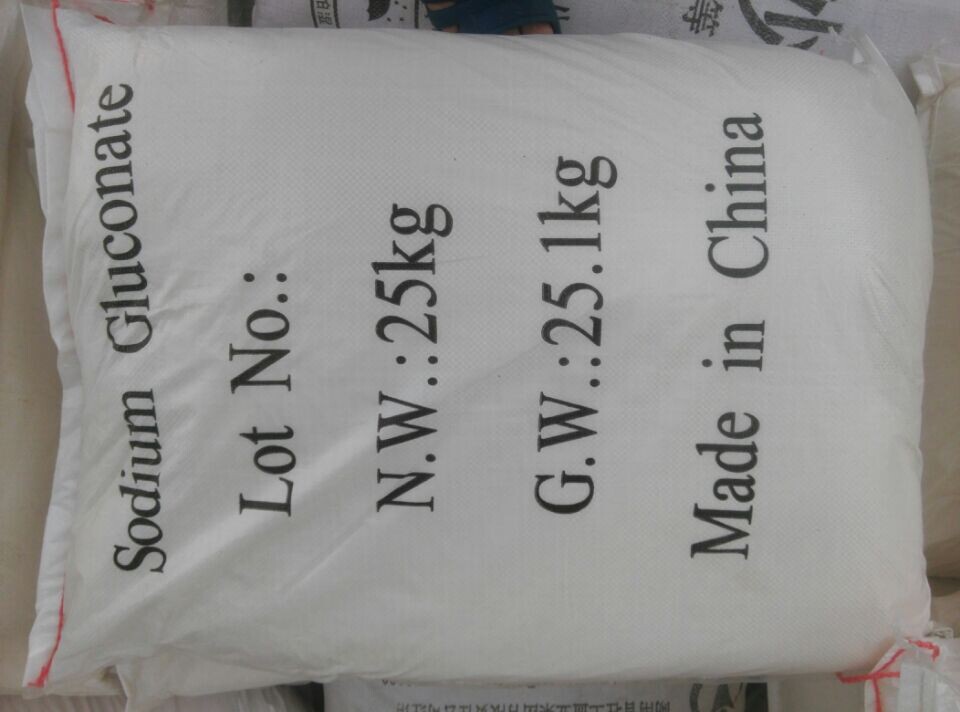 Sodium Gluconate
Lot No.:
N.W.:25kg
G.W.:25.1kg
Made in China